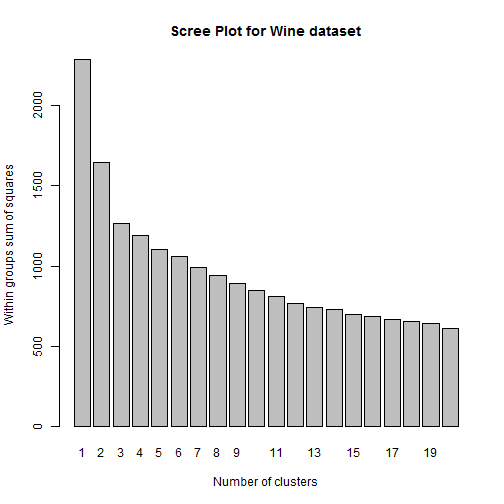 Scree Plot for Wine dataset
Within groups sum of squares
2000
1500
1000
500
0
1 2 3 4 5 6 7 8 9 11 13 15 17 19
Number of clusters